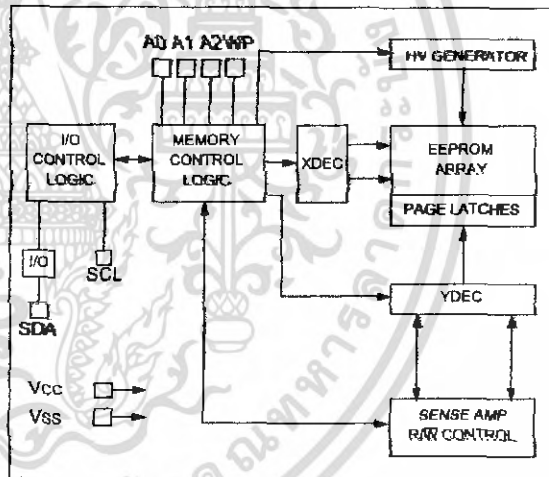 A0 A1 A2 WP
HV GENERATOR
I/O
CONTROL
LOGIC
MEMORY
CONTROL
LOGIC
XDEC
EEPROM
ARRAY
PAGE LATCHES
I/O
SCL
SDA
YDEC
Vcc
Vss
SENSE AMP
R/W CONTROL